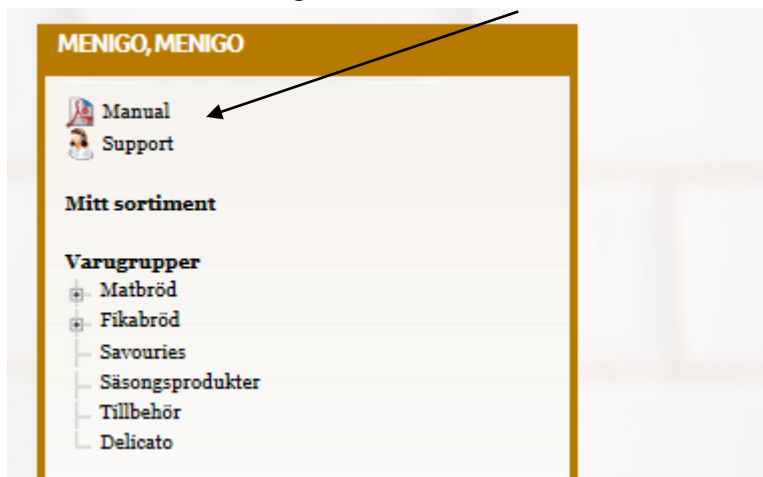 MENIGO, MENIGO
Manual
Support
Mitt sortiment
Varugrupper
Matbröd
Fikabröd
Savouries
Säsongsprodukter
Tillbehör
Delicato